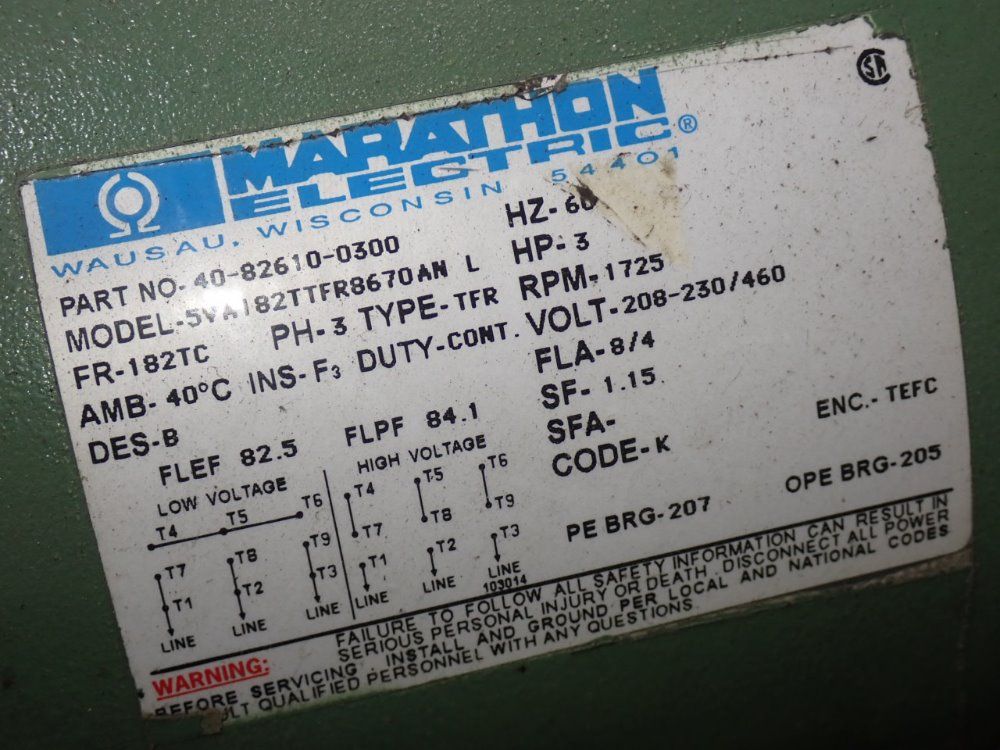 MARATHON
ELECTRIC®
WAUSAU, WISCONSIN 54401
PART NO.-40-82610-0300 HZ-60
MODEL-5VA182TTFR8670AN L HP-3
FR-182TC PH-3 TYPE-TFR RPM-1725
AMB-40°C INS-F3 DUTY-CONT. VOLT-208-230/460
DES-B FLA-8/4
FLEF 82.5 FLPF 84.1 SF-1.15
SFA- ENC.-TEFC
CODE-K
PE BRG-207 OPE BRG-205
LOW VOLTAGE HIGH VOLTAGE
T4 T5 T6 T4 T5 T6
T7 T8 T9 T7 T8 T9
T1 T2 T3 T1 T2 T3
LINE LINE LINE LINE LINE LINE
103014
WARNING: FAILURE TO FOLLOW ALL SAFETY INFORMATION CAN RESULT IN
SERIOUS PERSONAL INJURY OR DEATH. DISCONNECT ALL POWER
BEFORE SERVICING. INSTALL AND GROUND PER LOCAL AND NATIONAL CODES
QUALIFIED PERSONNEL WITH ANY QUESTIONS.